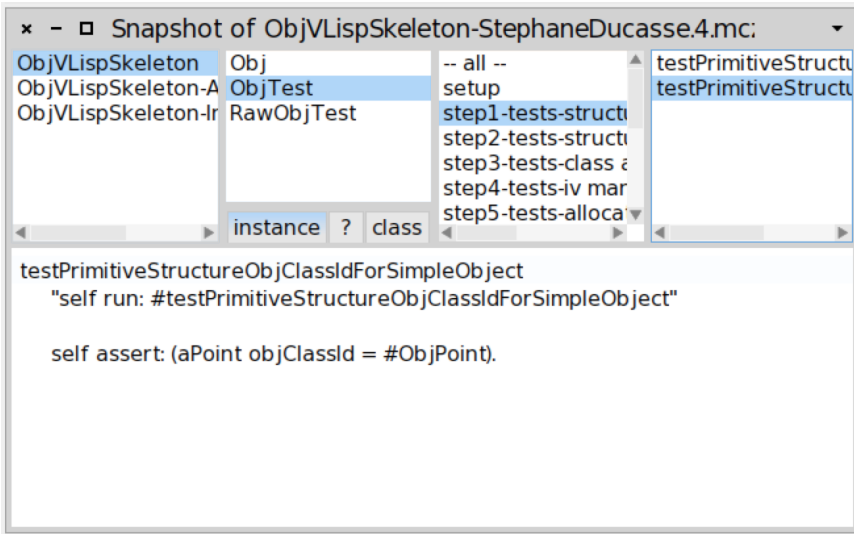 Snapshot of ObjVLispSkeleton-StephaneDucasse.4.mcz
ObjVLispSkeleton
ObjVLispSkeleton-A
ObjVLispSkeleton-Ir
Obj
ObjTest
RawObjTest
instance ? class
-- all --
setup
step1-tests-structu
step2-tests-structu
step3-tests-class a
step4-tests-iv mar
step5-tests-alloca
testPrimitiveStructu
testPrimitiveStructu
testPrimitiveStructureObjClassIdForSimpleObject
"self run: #testPrimitiveStructureObjClassIdForSimpleObject"
self assert: (aPoint objClassId = #ObjPoint).